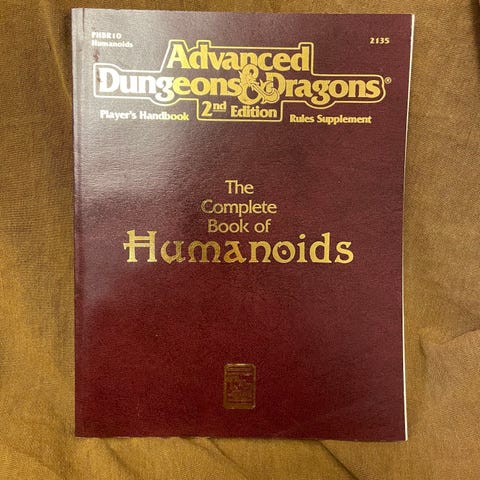 PHBR10
Humanoids
2135
Advanced
Dungeons & Dragons®
2nd Edition
Player's Handbook
Rules Supplement
The
Complete
Book of
Humanoids